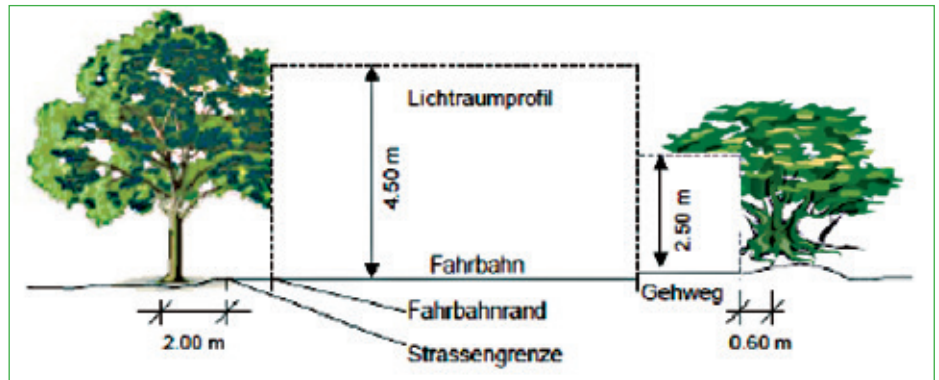 Lichtraumprofil
4.50 m
2.50 m
Fahrbahn
Gehweg
Fahrbahnrand
2.00 m
0.60 m
Strassengrenze